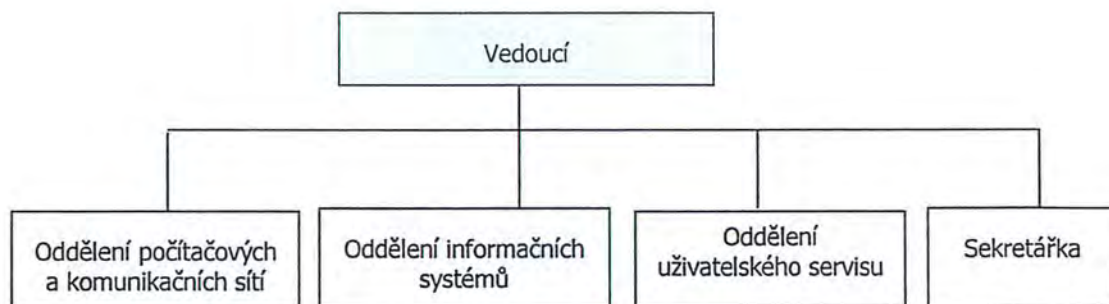 Vedoucí
Oddělení počítačových
a komunikačních sítí
Oddělení informačních
systémů
Oddělení
uživatelského servisu
Sekretářka